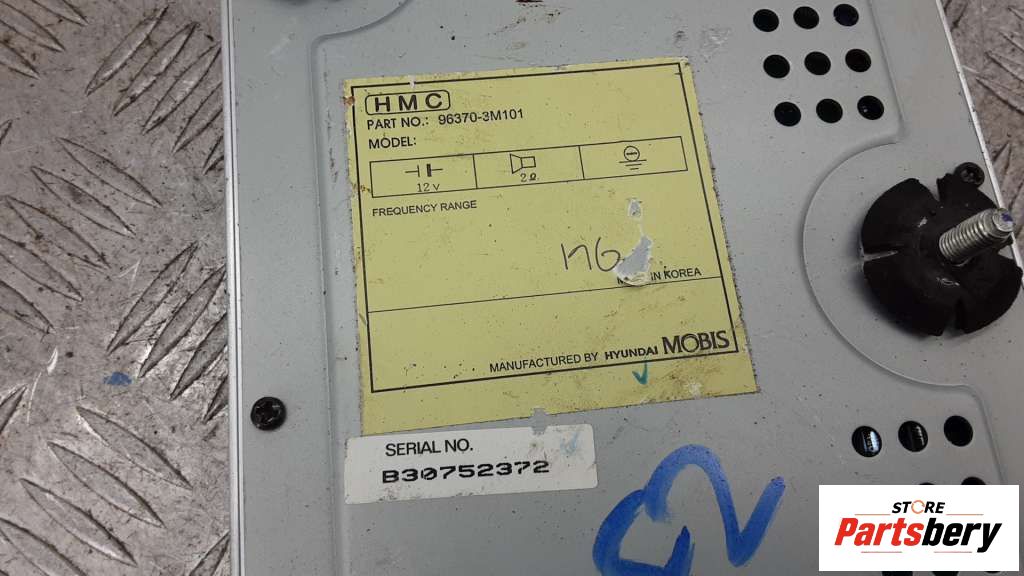 HMC
PART NO.: 96370-3M101
MODEL:
12V 2Ω
FREQUENCY RANGE
IN KOREA
MANUFACTURED BY HYUNDAI MOBIS
SERIAL NO.
B30752372
STORE
Partsbery